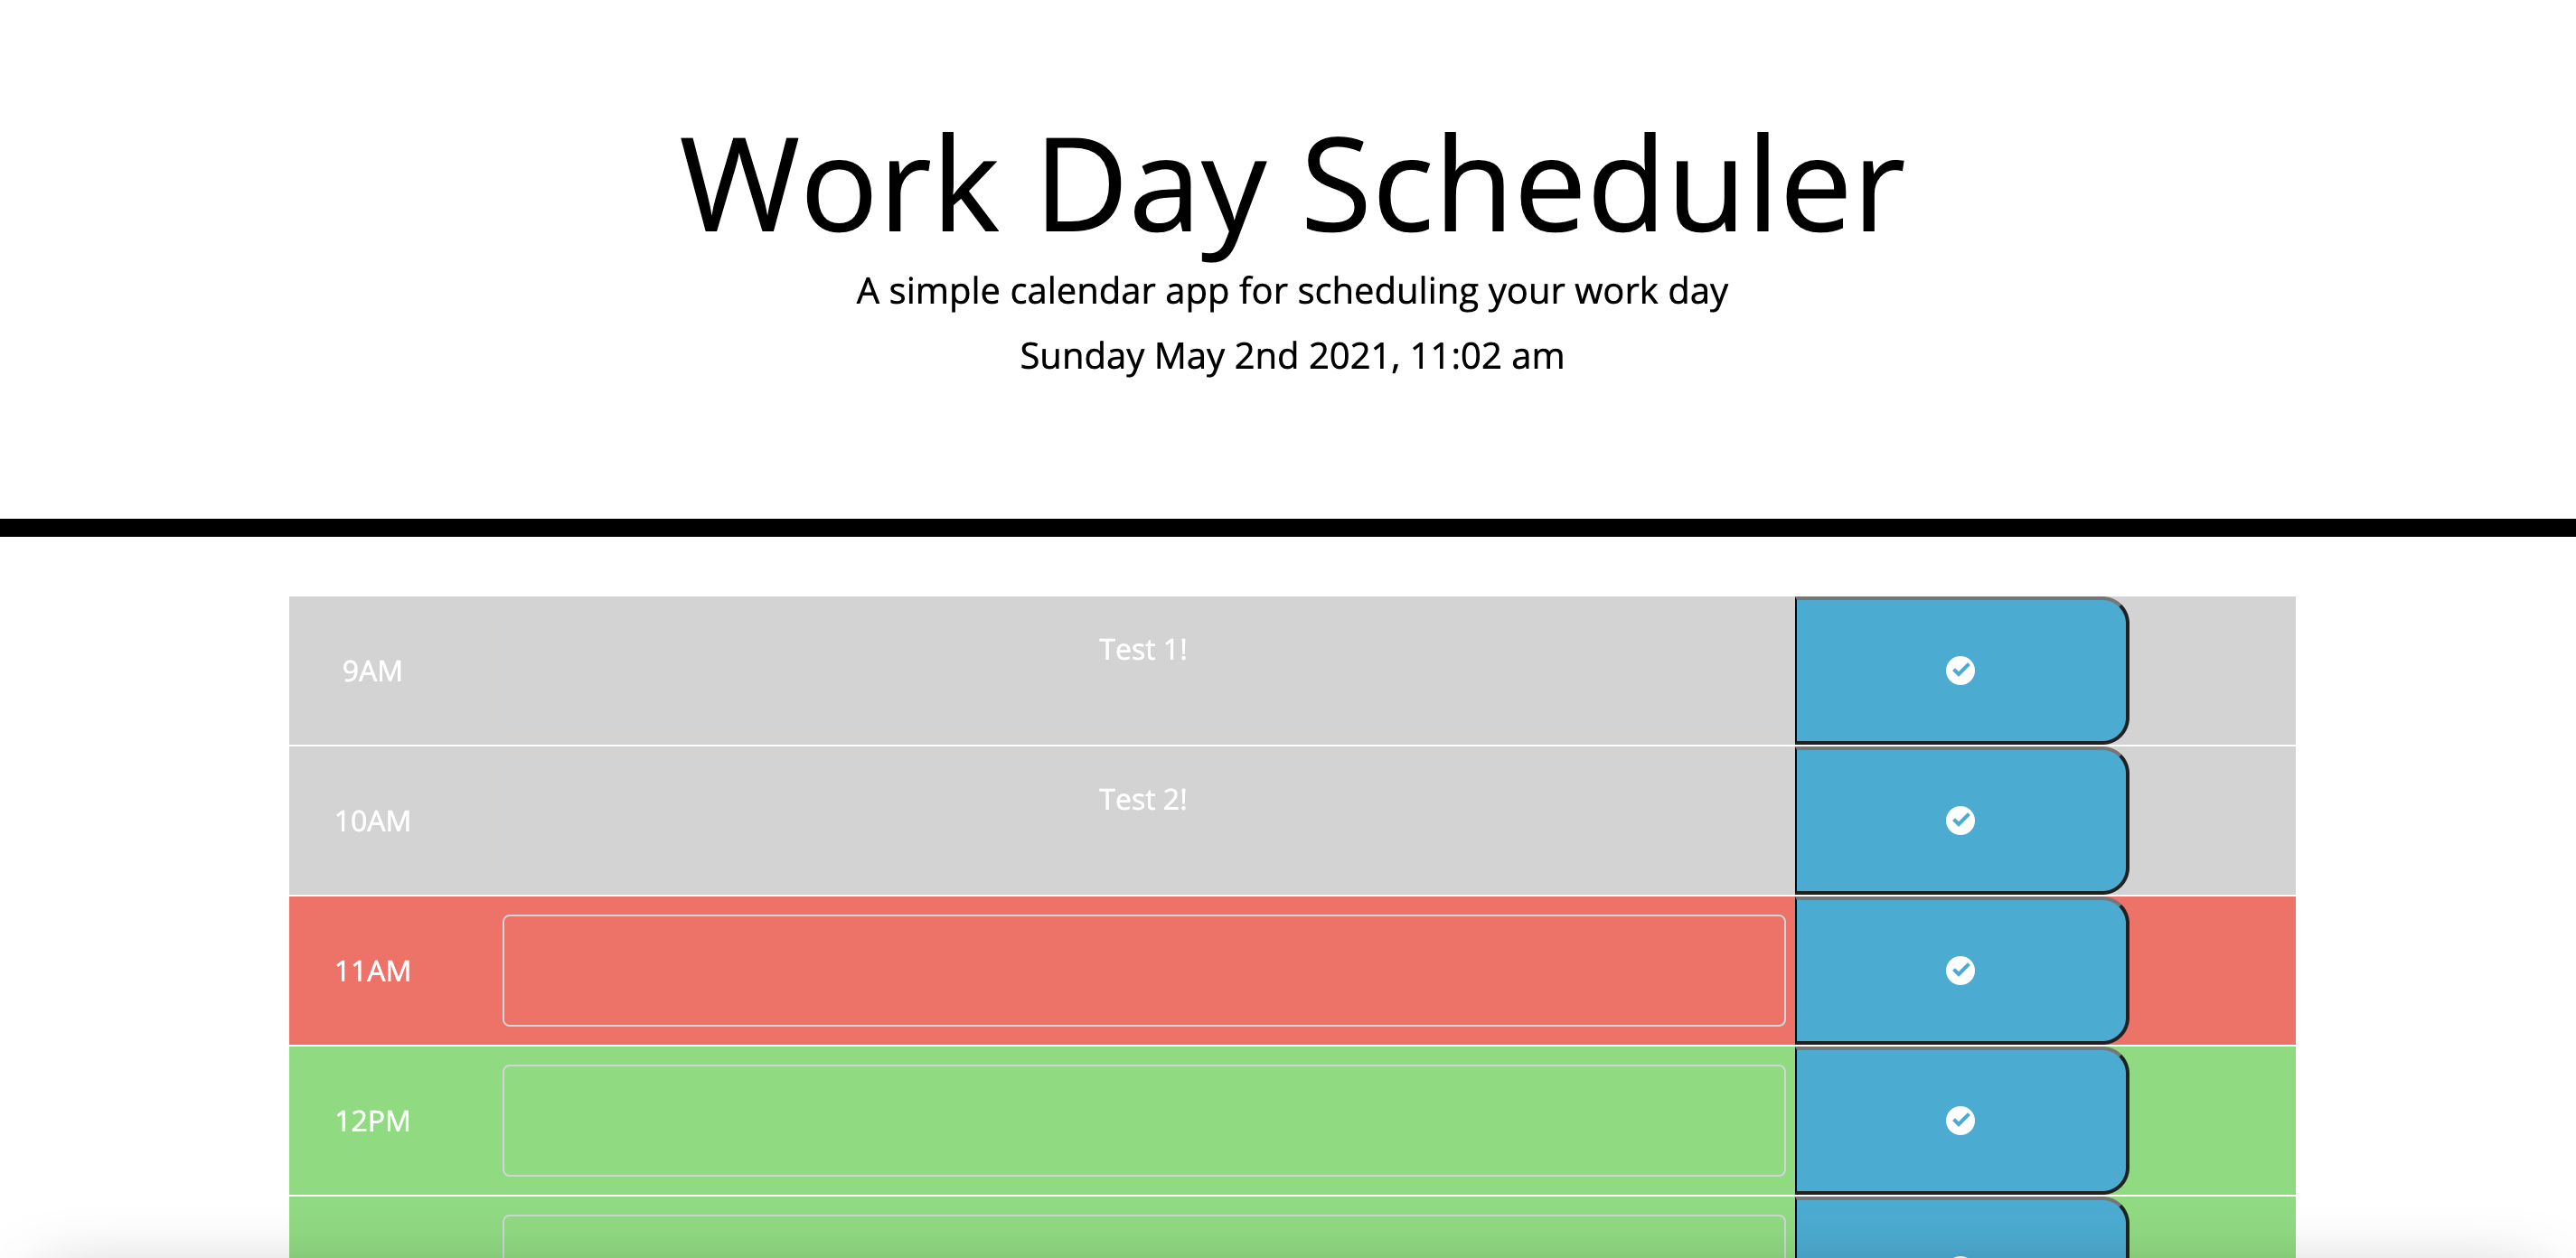 Work Day Scheduler
A simple calendar app for scheduling your work day
Sunday May 2nd 2021, 11:02 am
9AM
Test 1!
10AM
Test 2!
11AM
12PM